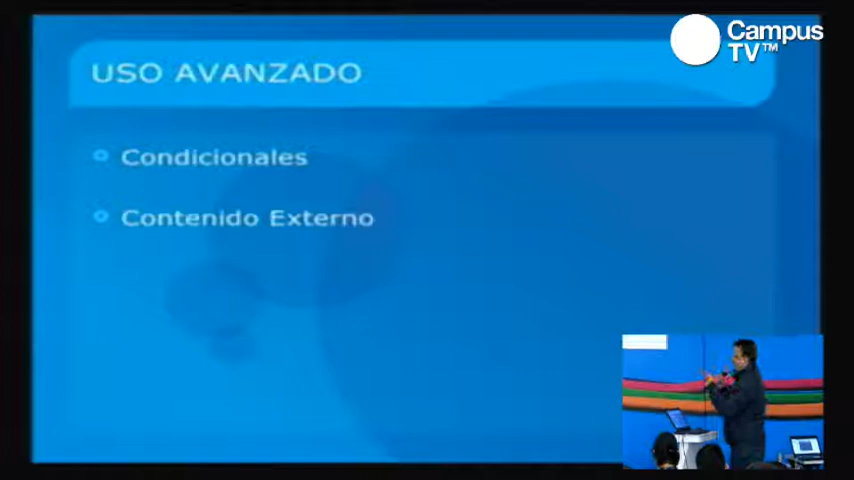 Campus
TV™
USO AVANZADO
Condicionales
Contenido Externo